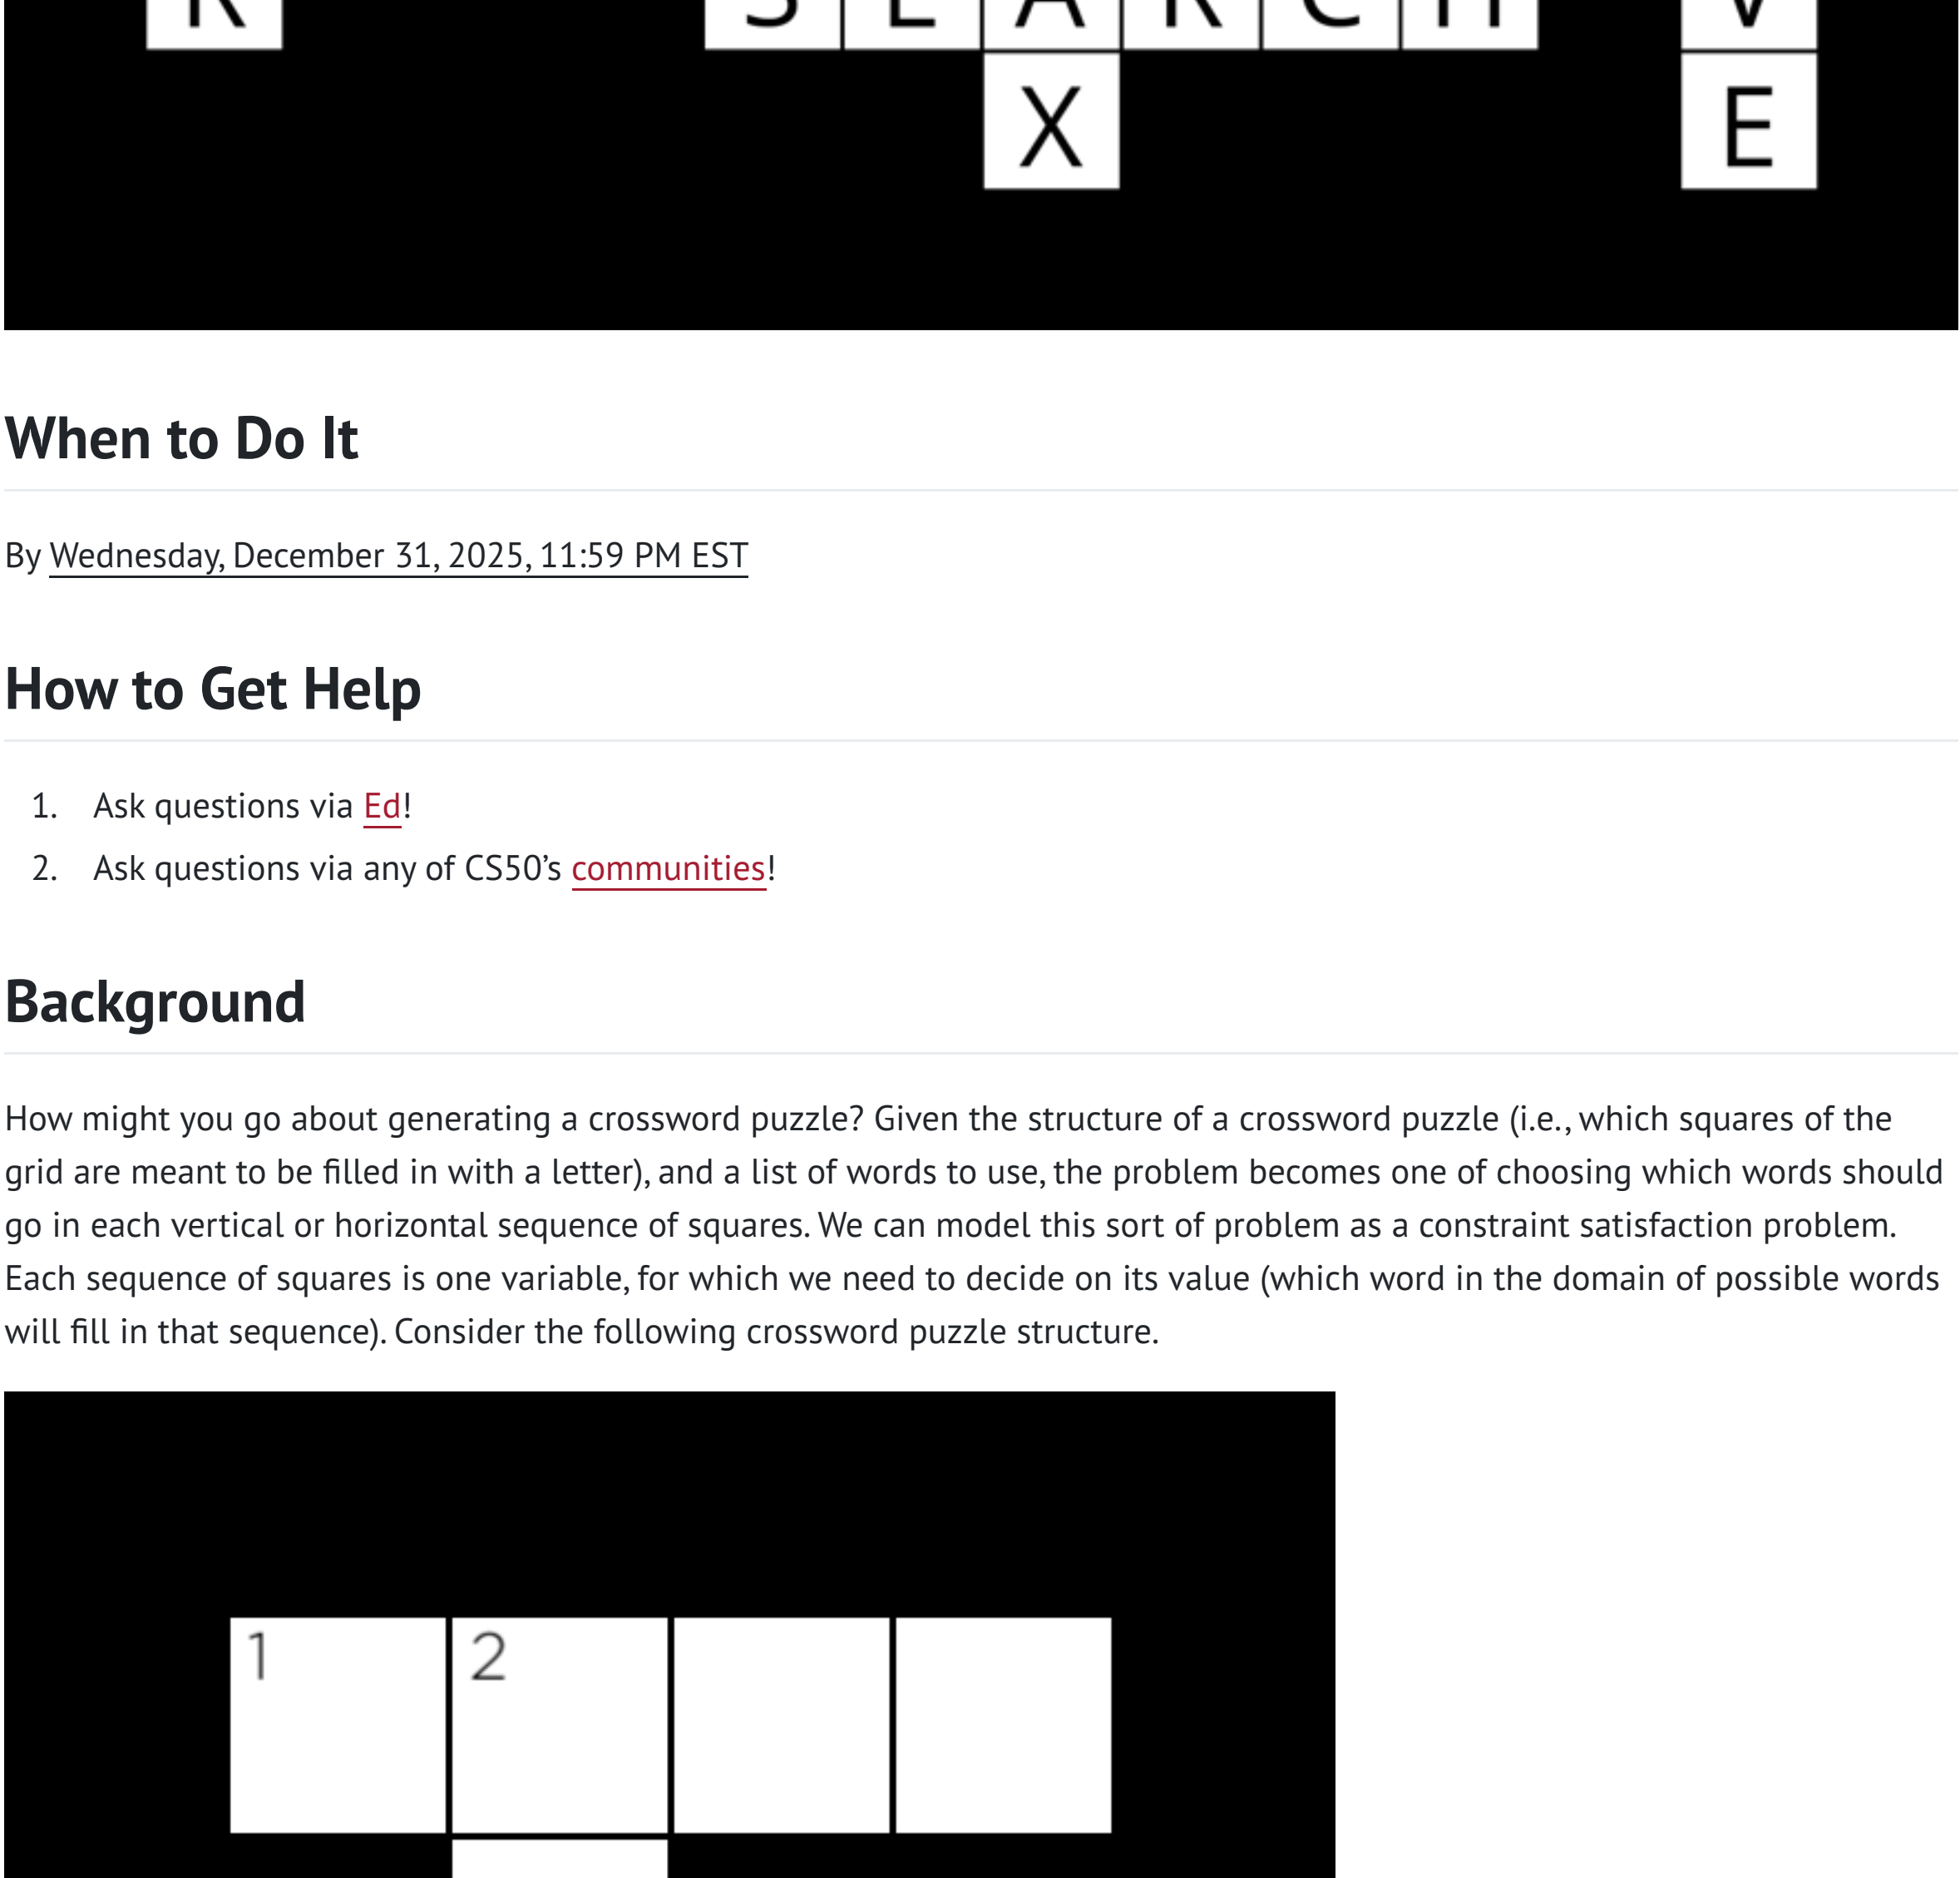 R SEARCH V
X E
When to Do It
By Wednesday, December 31, 2025, 11:59 PM EST
How to Get Help
1. Ask questions via Ed!
2. Ask questions via any of CS50’s communities!
Background
How might you go about generating a crossword puzzle? Given the structure of a crossword puzzle (i.e., which squares of the
grid are meant to be filled in with a letter), and a list of words to use, the problem becomes one of choosing which words should
go in each vertical or horizontal sequence of squares. We can model this sort of problem as a constraint satisfaction problem.
Each sequence of squares is one variable, for which we need to decide on its value (which word in the domain of possible words
will fill in that sequence). Consider the following crossword puzzle structure.
1 2